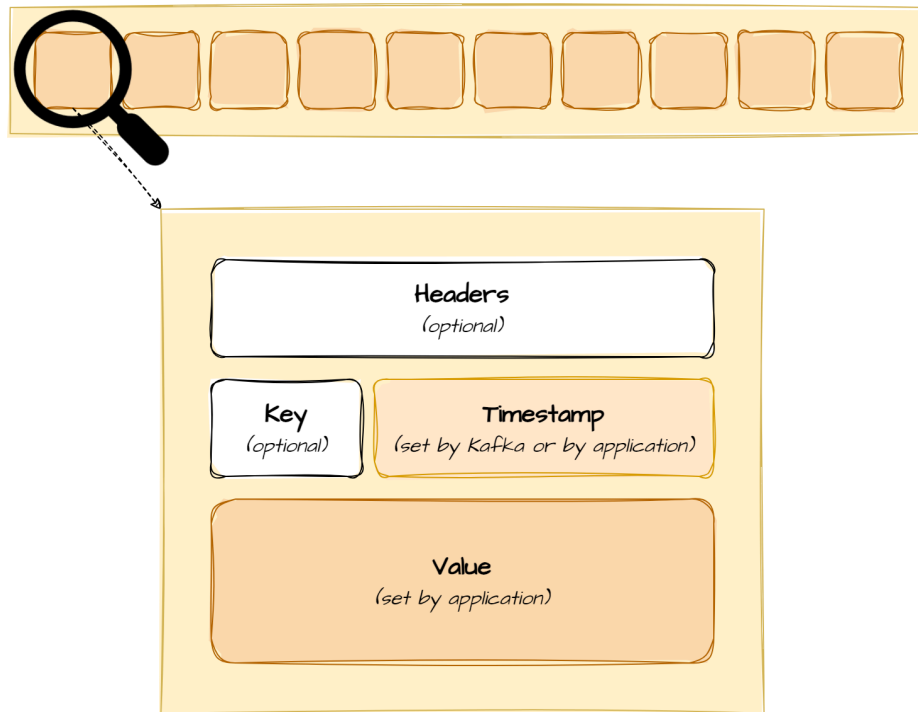 Headers
(optional)
Key
(optional)
Timestamp
(set by Kafka or by application)
Value
(set by application)